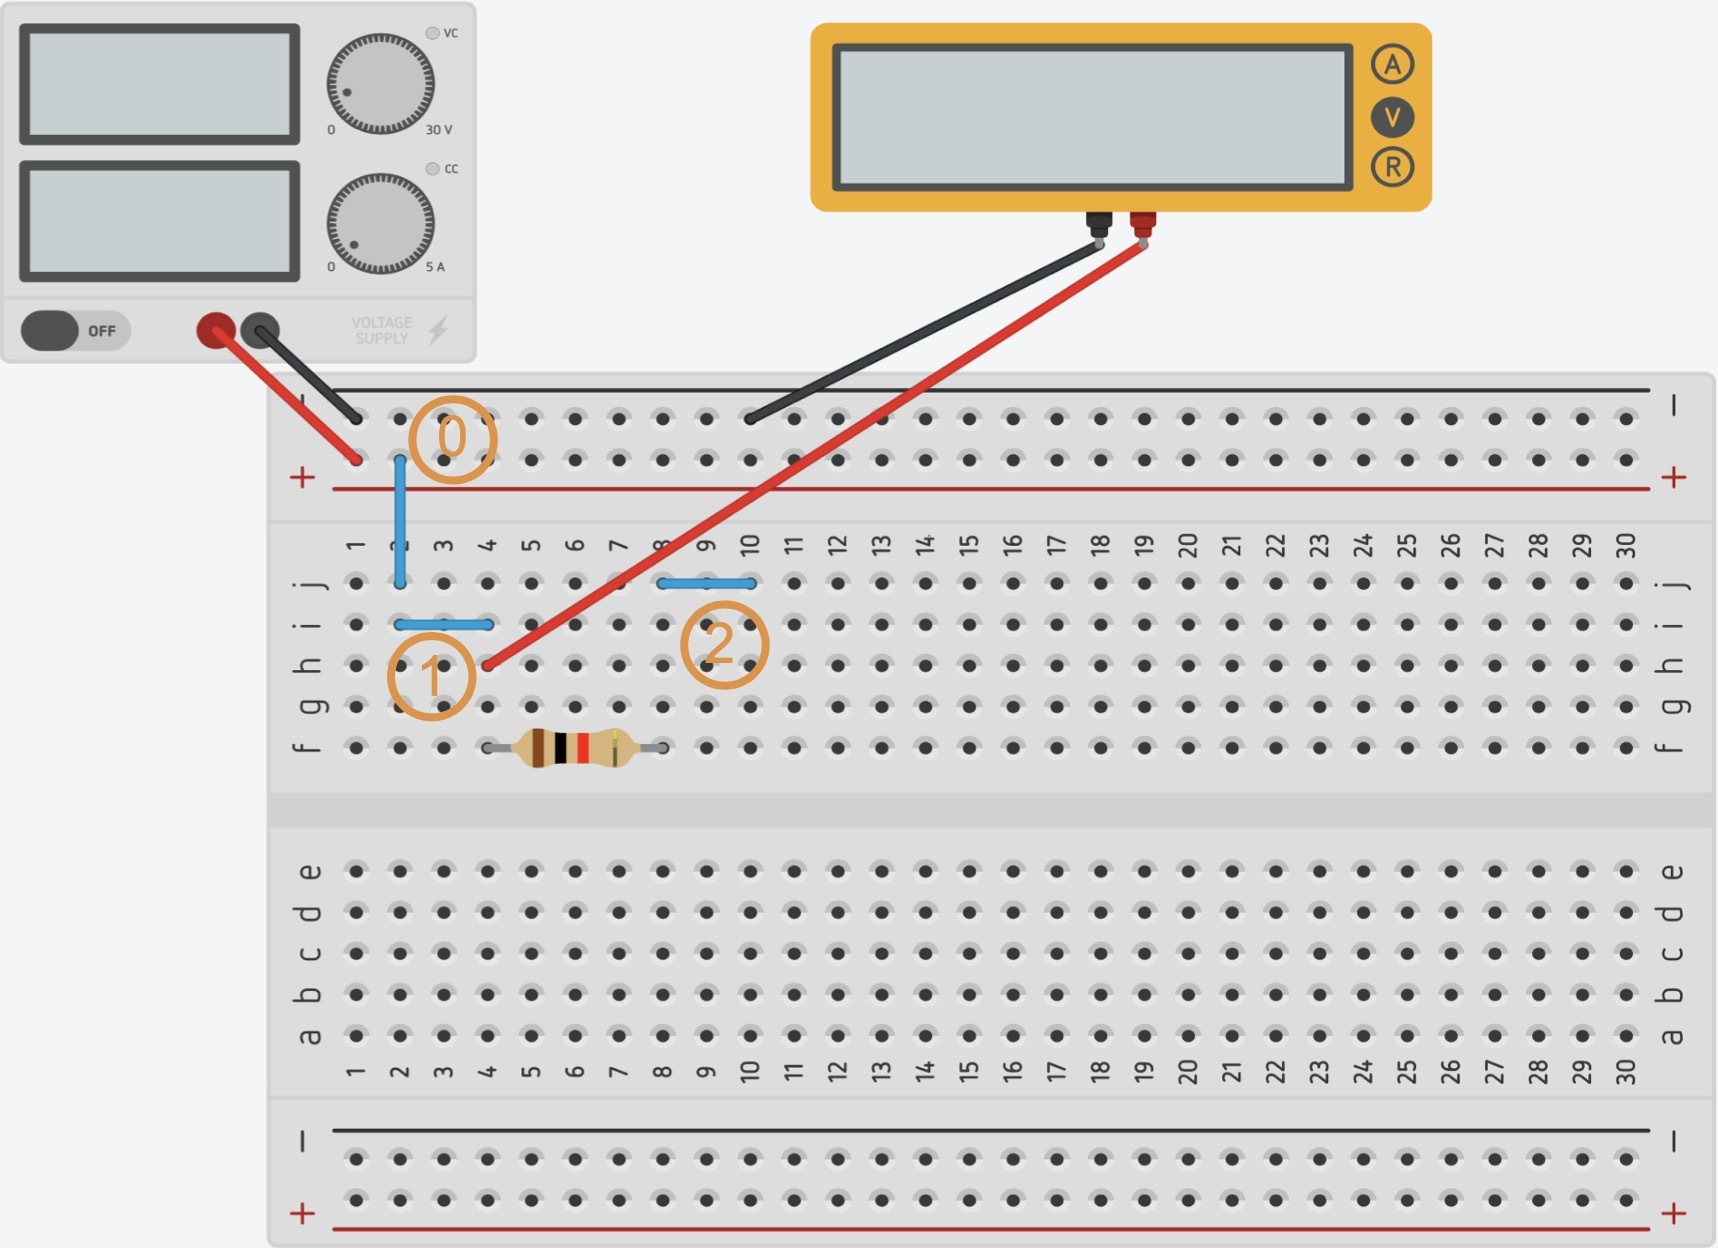 VC
0 30 V
CC
0 5 A
OFF
VOLTAGE
SUPPLY
A
V
R
0
− −
+ +
1 2 3 4 5 6 7 8 9 10 11 12 13 14 15 16 17 18 19 20 21 22 23 24 25 26 27 28 29 30
j j
i i
1
2
h h
g g
f f
e e
d d
c c
b b
a a
1 2 3 4 5 6 7 8 9 10 11 12 13 14 15 16 17 18 19 20 21 22 23 24 25 26 27 28 29 30
− −
+ +